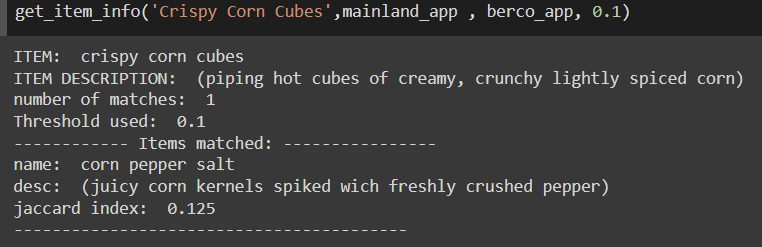 get_item_info('Crispy Corn Cubes',mainland_app , berco_app, 0.1)
ITEM:  crispy corn cubes
ITEM DESCRIPTION:  (piping hot cubes of creamy, crunchy lightly spiced corn)
number of matches:  1
Threshold used:  0.1
------------ Items matched: ----------------
name:  corn pepper salt
desc:  (juicy corn kernels spiked wich freshly crushed pepper)
jaccard index:  0.125
-----------------------------------------